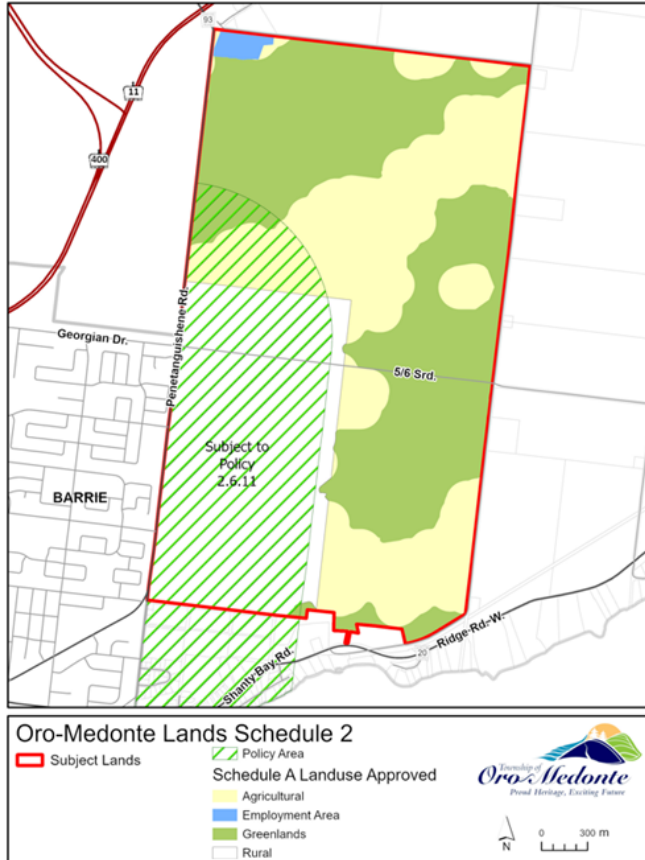 93
11
400
Georgian Dr.
Penetanguishene Rd.
5/6 Srd.
Subject to
Policy
2.6.11
BARRIE
Ridge Rd. W.
20
Shanty Bay Rd.
Oro-Medonte Lands Schedule 2
Subject Lands
Policy Area
Schedule A Landuse Approved
Agricultural
Employment Area
Greenlands
Rural
Township of
Oro-Medonte
Proud Heritage, Exciting Future
N
0 300 m